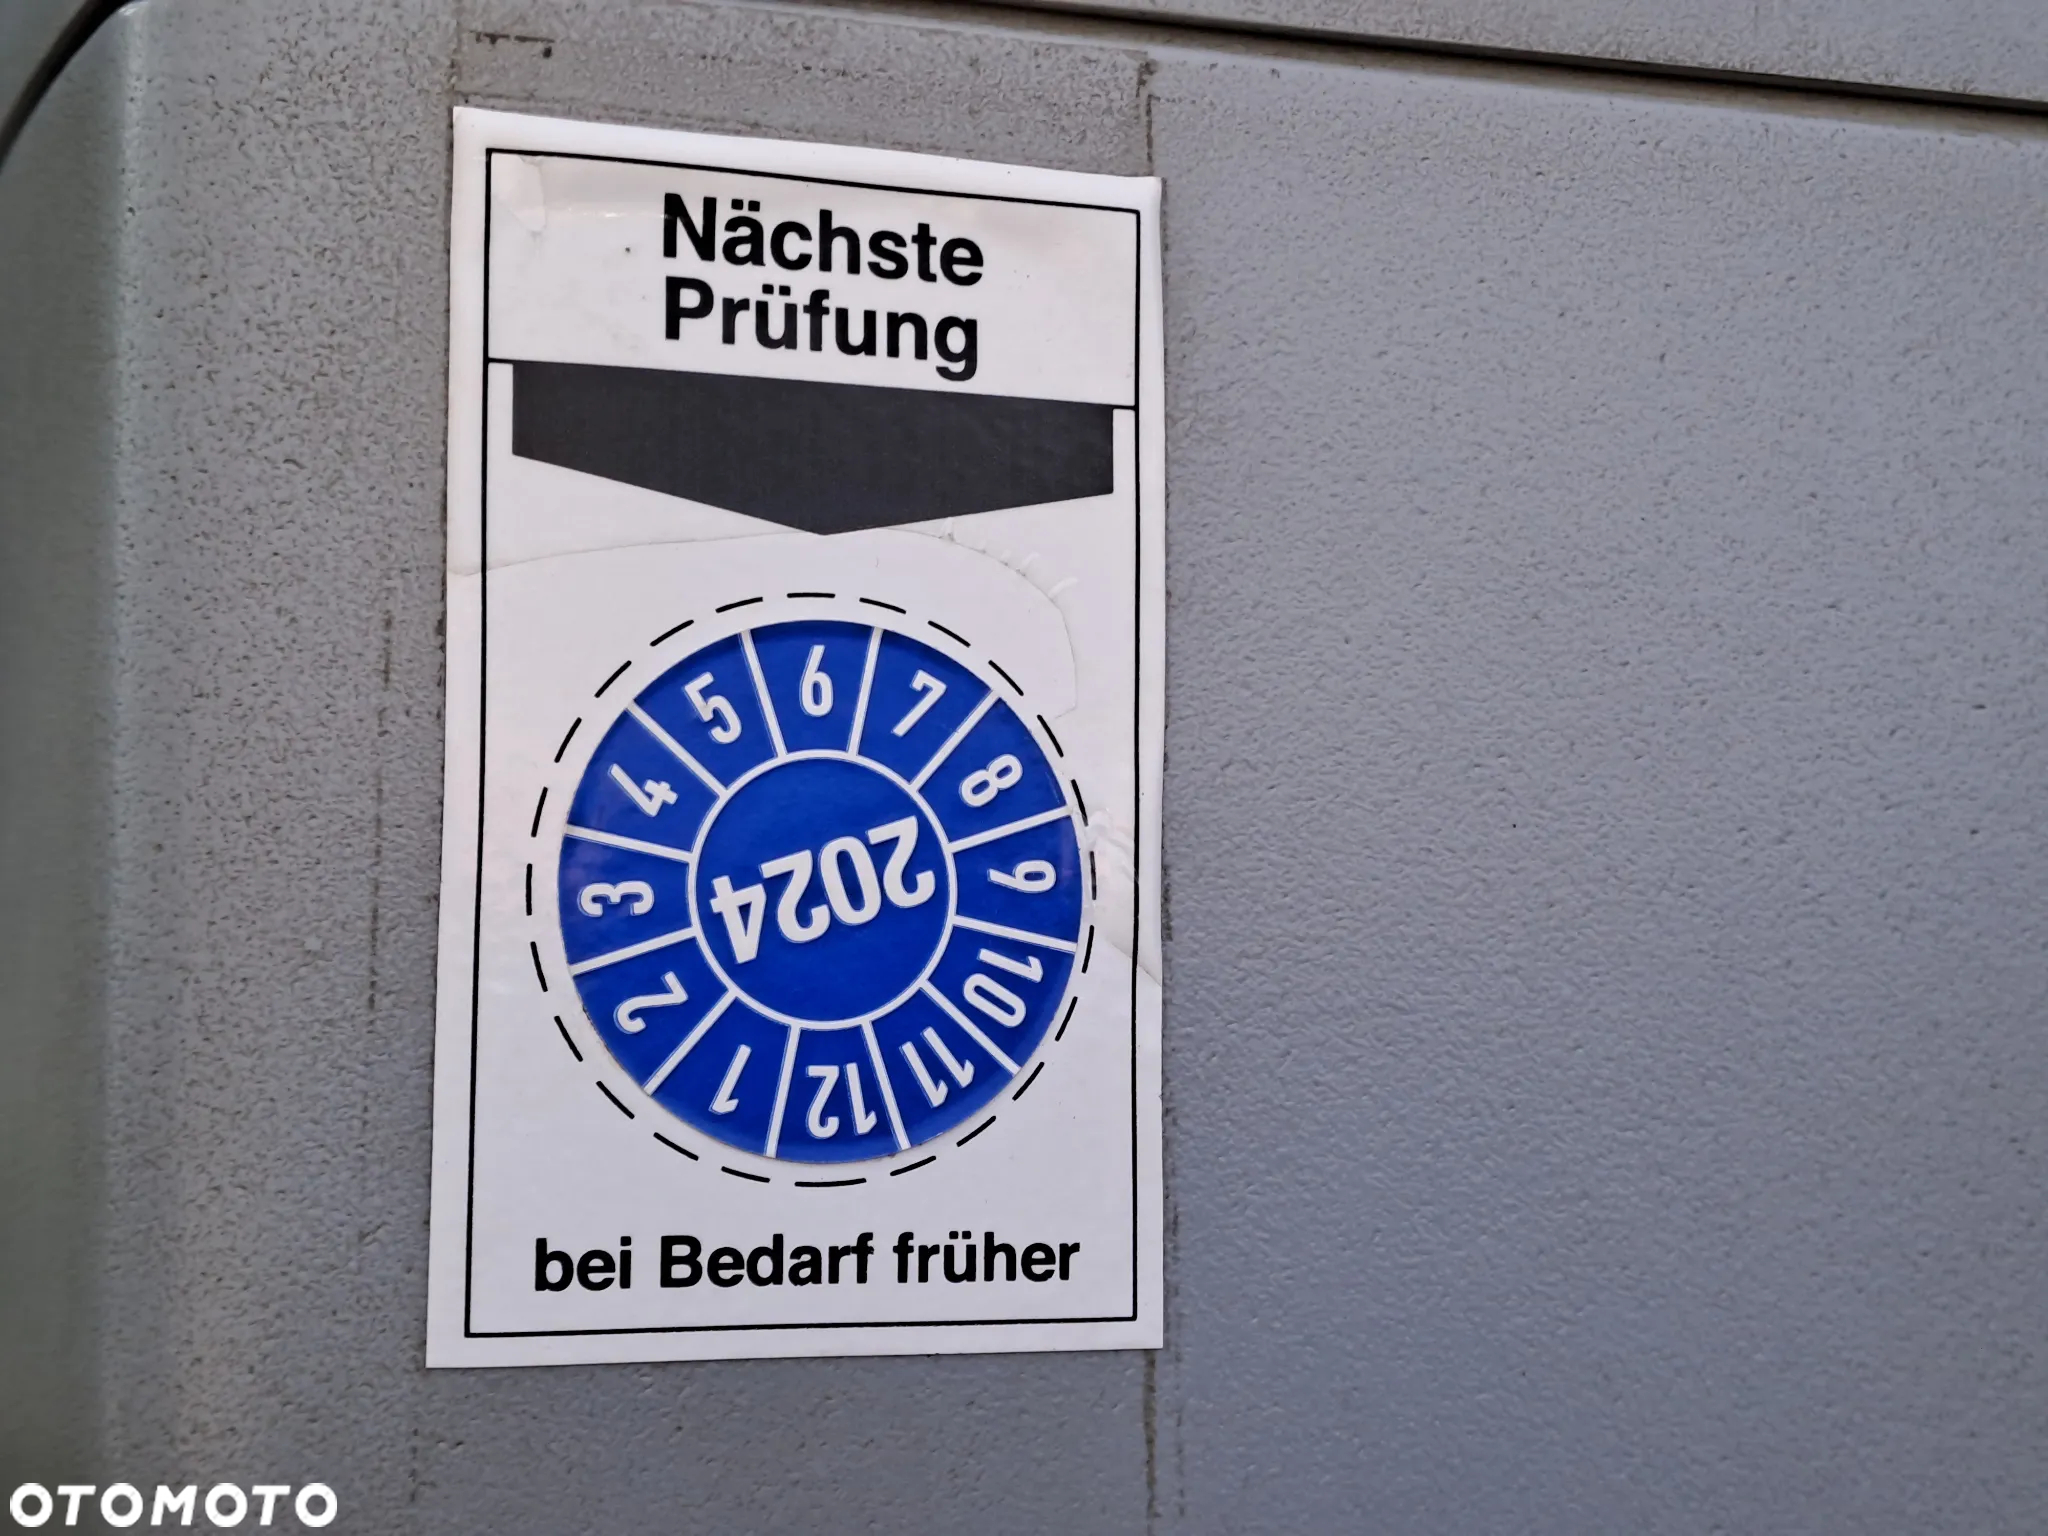 Nächste
Prüfung
5 6 7
4 8
3 2024 9
2 10
1 12 11
bei Bedarf früher
OTOMOTO